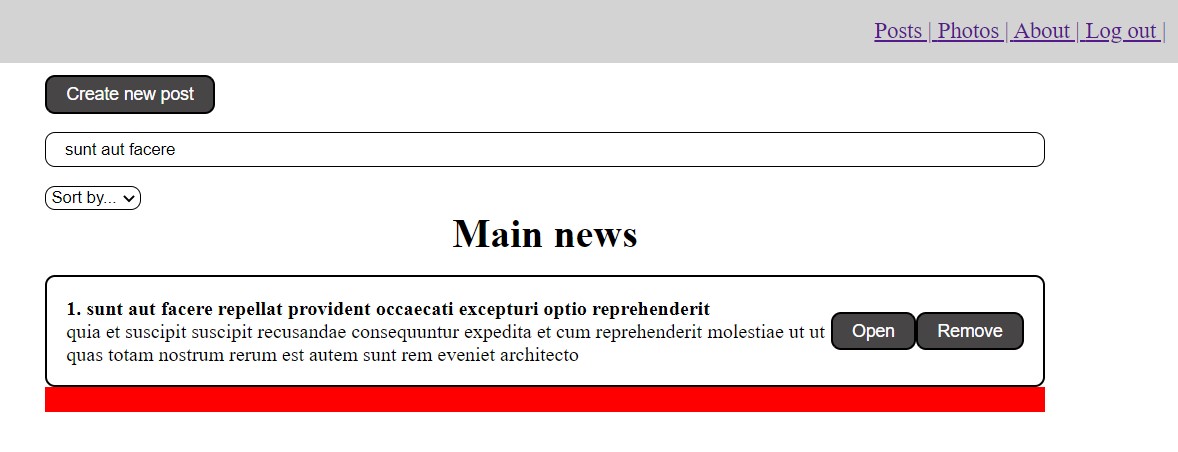 Posts | Photos | About | Log out |
Create new post
sunt aut facere
Sort by...
Main news
1. sunt aut facere repellat provident occaecati excepturi optio reprehenderit
quia et suscipit suscipit recusandae consequuntur expedita et cum reprehenderit molestiae ut ut
quas totam nostrum rerum est autem sunt rem eveniet architecto
Open Remove